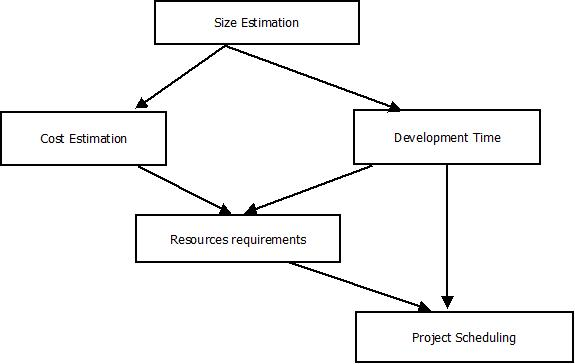 Size Estimation
Cost Estimation
Development Time
Resources requirements
Project Scheduling